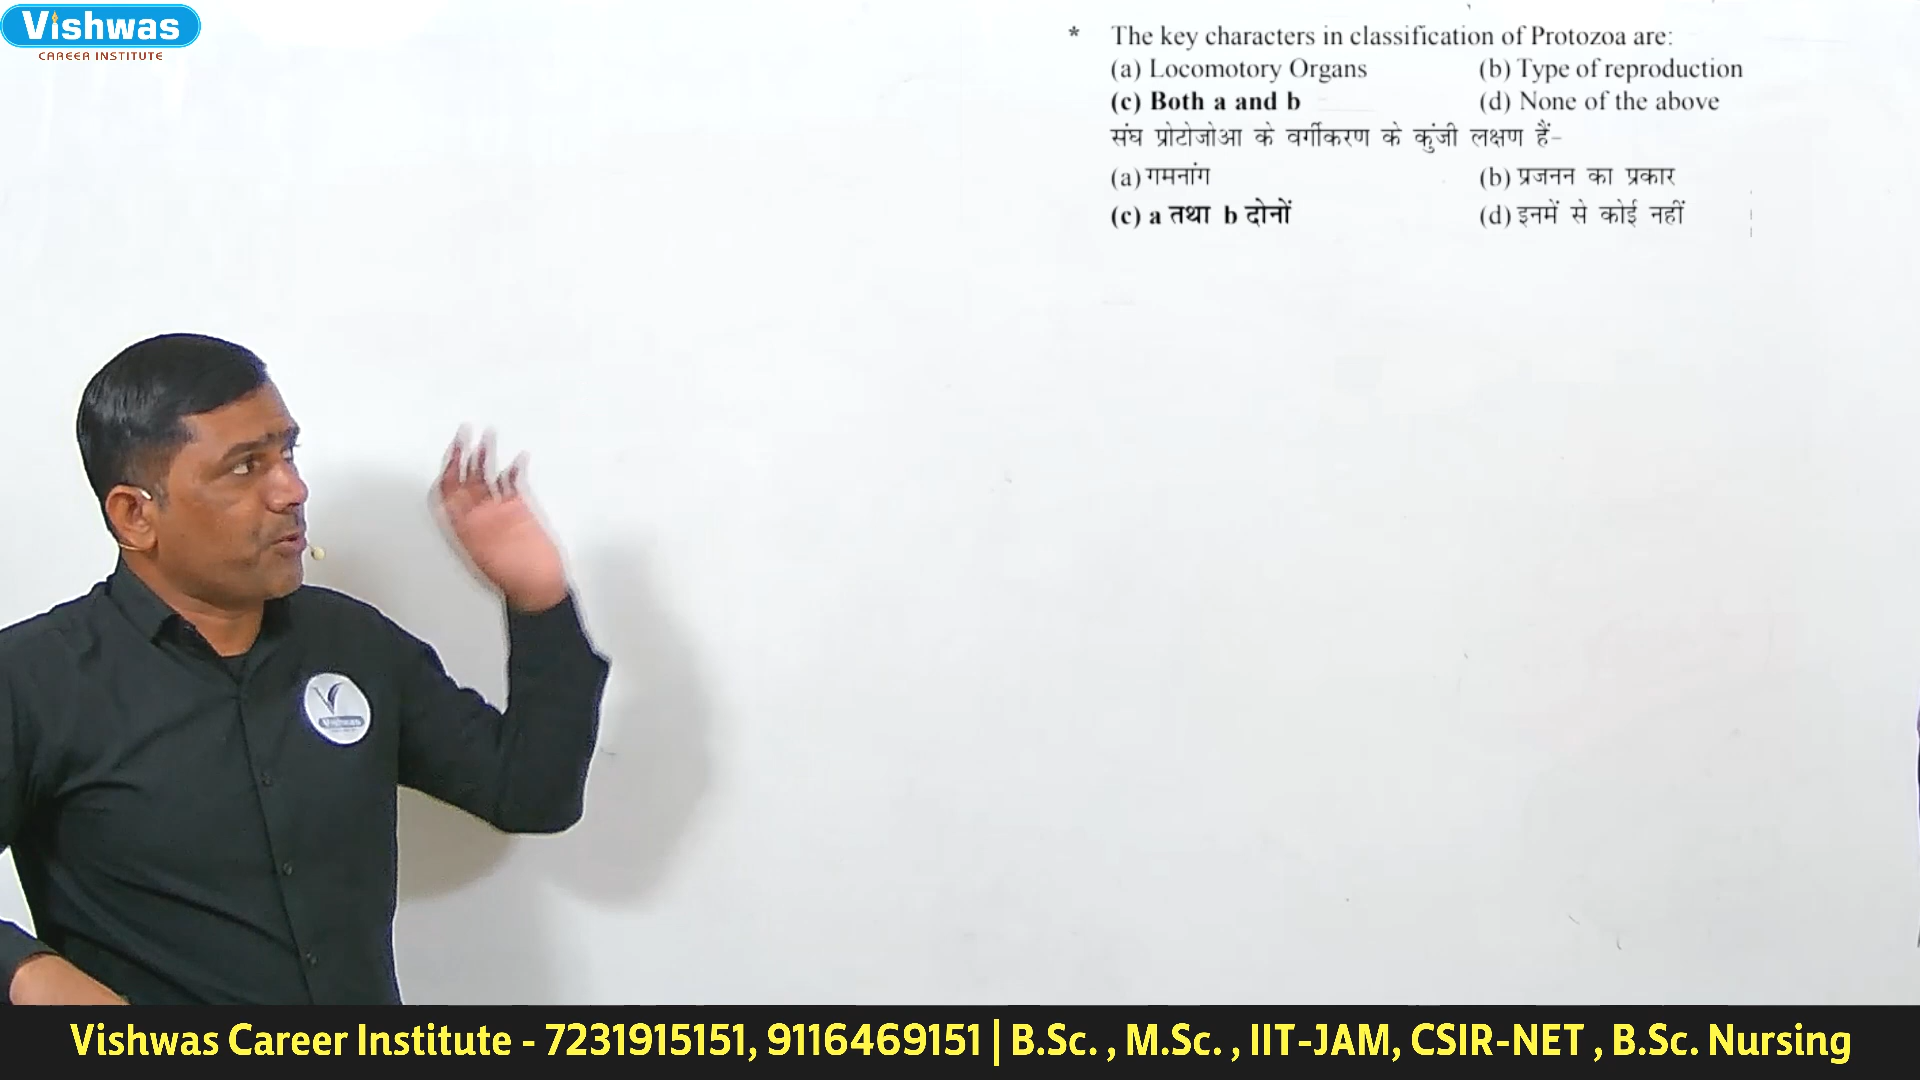 Vishwas
CAREER INSTITUTE
* The key characters in classification of Protozoa are:
(a) Locomotory Organs (b) Type of reproduction
(c) Both a and b (d) None of the above
संघ प्रोटोजोआ के वर्गीकरण के कुंजी लक्षण हैं-
(a) गमनांग (b) प्रजनन का प्रकार
(c) a तथा b दोनों (d) इनमें से कोई नहीं
Vishwas
Vishwas Career Institute - 7231915151, 9116469151 | B.Sc. , M.Sc. , IIT-JAM, CSIR-NET , B.Sc. Nursing